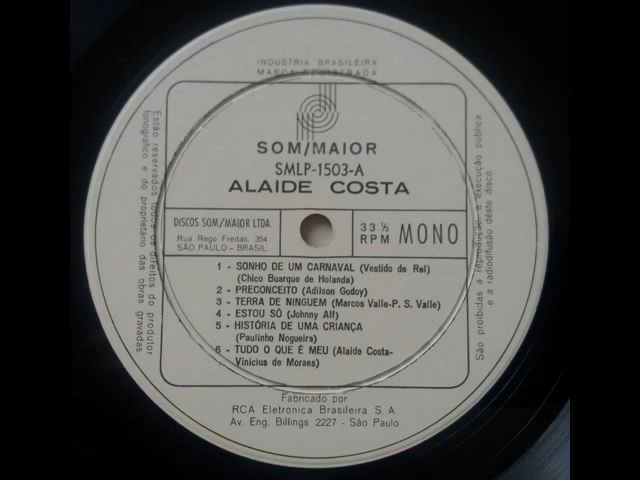 INDUSTRIA BRASILEIRA
MARCA REGISTRADA
SOM/MAIOR
SMLP-1503-A
ALAIDE COSTA
DISCOS SOM/MAIOR LTDA.
Rua Rego Freitas, 354
SÃO PAULO - BRASIL
33 ⅓
RPM
MONO
1 - SONHO DE UM CARNAVAL (Vestido de Rei)
(Chico Buarque de Holanda)
2 - PRECONCEITO (Adilson Godoy)
3 - TERRA DE NINGUEM (Marcos Valle-P. S. Valle)
4 - ESTOU SÓ (Johnny Alf)
5 - HISTÓRIA DE UMA CRIANÇA
(Paulinho Nogueira)
6 - TUDO O QUE É MEU (Alaide Costa-
Vinicius de Moraes)
Fabricado por
RCA Eletronica Brasileira S.A
Av. Eng. Billings 2227 - São Paulo
Estão reservados todos os direitos do produtor
fonográfico e do proprietário das obras gravadas
São proibidas a reprodução, a execução publica
e a radiodifusão dêste disco